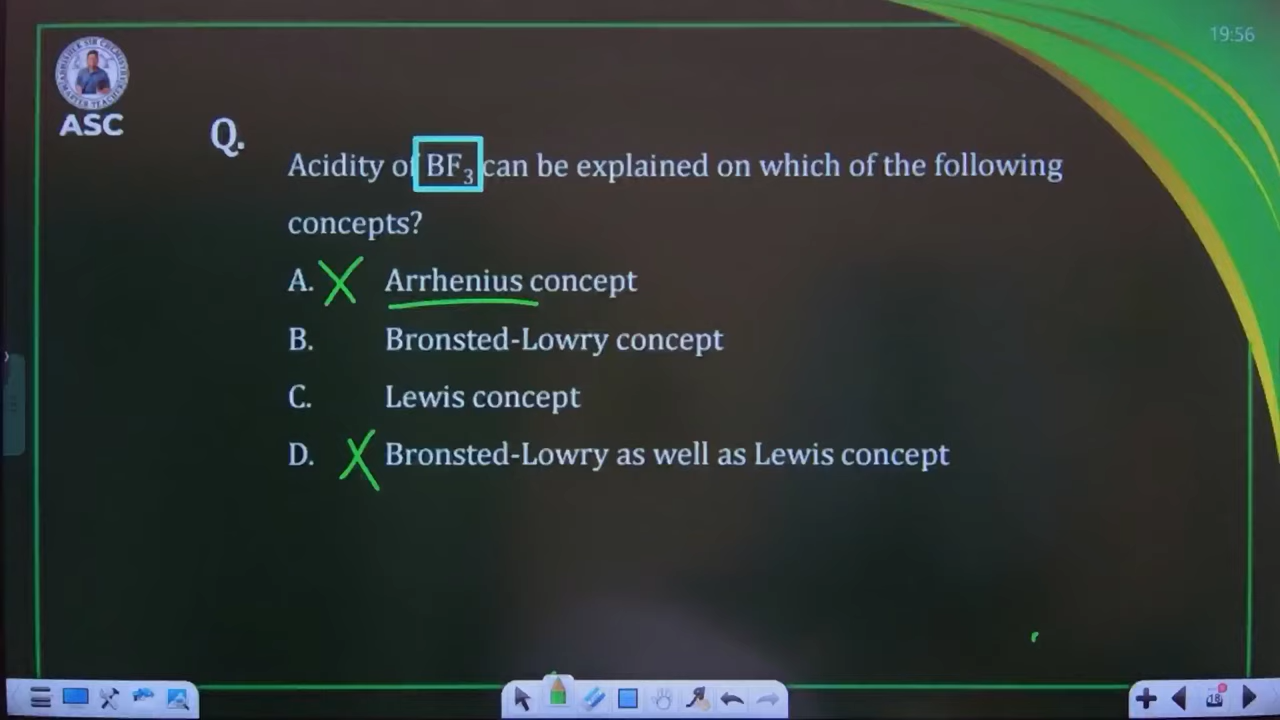 19:56
ASC
Q.
Acidity of BF₃ can be explained on which of the following
concepts?
A. Arrhenius concept
B. Bronsted-Lowry concept
C. Lewis concept
D. Bronsted-Lowry as well as Lewis concept
18